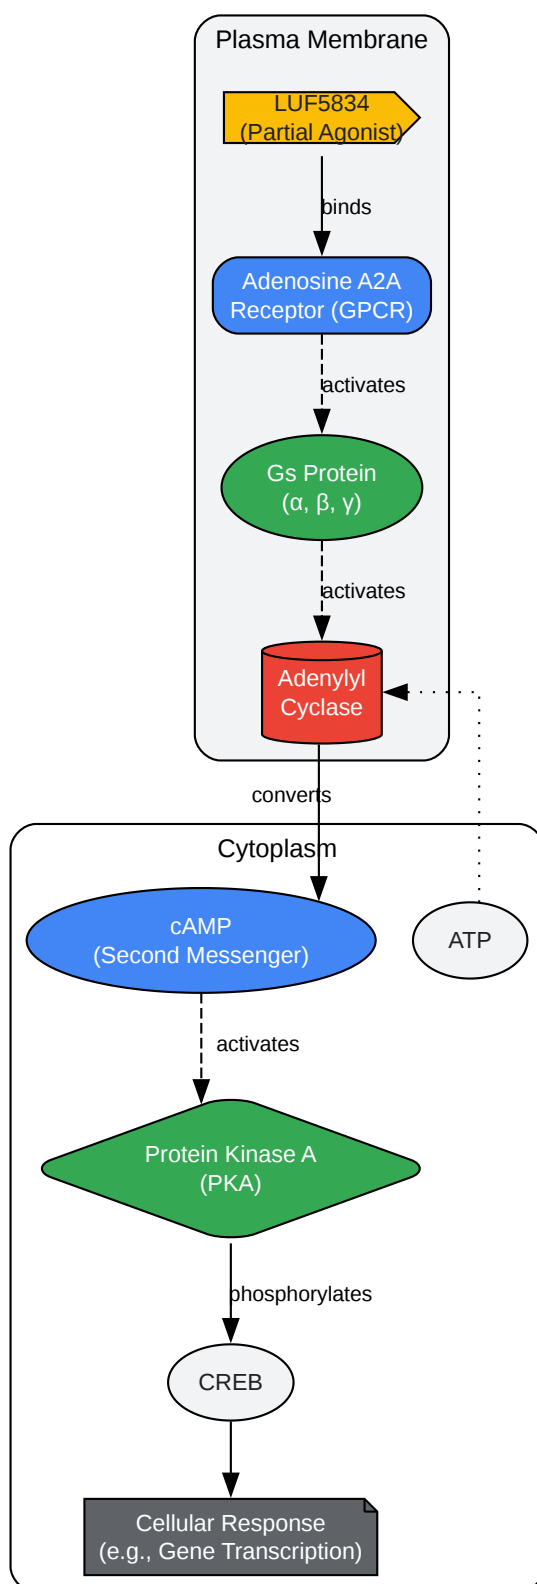 Plasma Membrane
LUF5834
(Partial Agonist)
binds
Adenosine A2A
Receptor (GPCR)
activates
Gs Protein
(α, β, γ)
activates
Adenylyl
Cyclase
converts
Cytoplasm
cAMP
(Second Messenger)
ATP
activates
Protein Kinase A
(PKA)
phosphorylates
CREB
Cellular Response
(e.g., Gene Transcription)